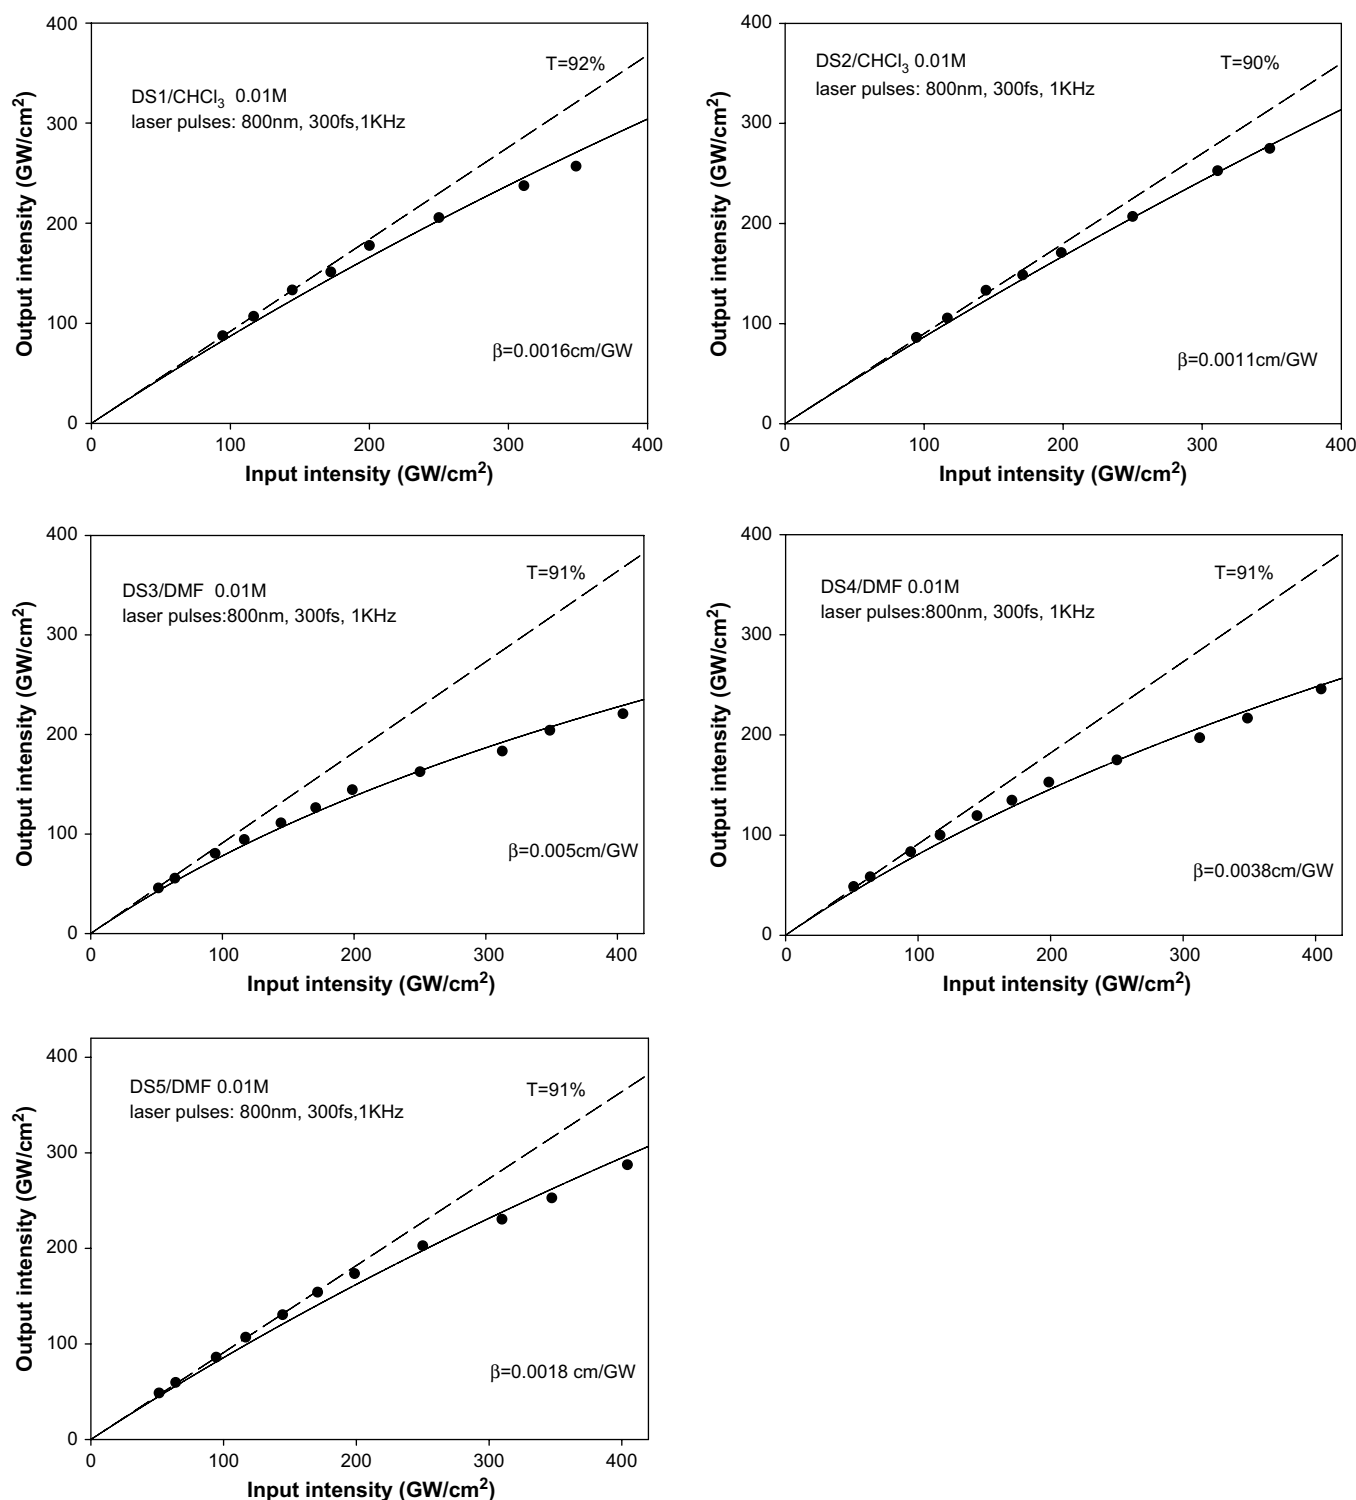 400
300
200
100
0
Output intensity (GW/cm²)
T=92%
DS1/CHCl₃ 0.01M
laser pulses: 800nm, 300fs,1KHz
β=0.0016cm/GW
0 100 200 300 400
Input intensity (GW/cm²)
400
300
200
100
0
Output intensity (GW/cm²)
DS2/CHCl₃ 0.01M
T=90%
laser pulses: 800nm, 300fs, 1KHz
β=0.0011cm/GW
0 100 200 300 400
Input intensity (GW/cm²)
400
300
200
100
0
Output intensity (GW/cm²)
T=91%
DS3/DMF 0.01M
laser pulses:800nm, 300fs, 1KHz
β=0.005cm/GW
0 100 200 300 400
Input intensity (GW/cm²)
400
300
200
100
0
Output intensity (GW/cm²)
T=91%
DS4/DMF 0.01M
laser pulses:800nm, 300fs, 1KHz
β=0.0038cm/GW
0 100 200 300 400
Input intensity (GW/cm²)
400
300
200
100
0
Output intensity (GW/cm²)
DS5/DMF 0.01M
T=91%
laser pulses: 800nm, 300fs,1KHz
β=0.0018 cm/GW
0 100 200 300 400
Input intensity (GW/cm²)